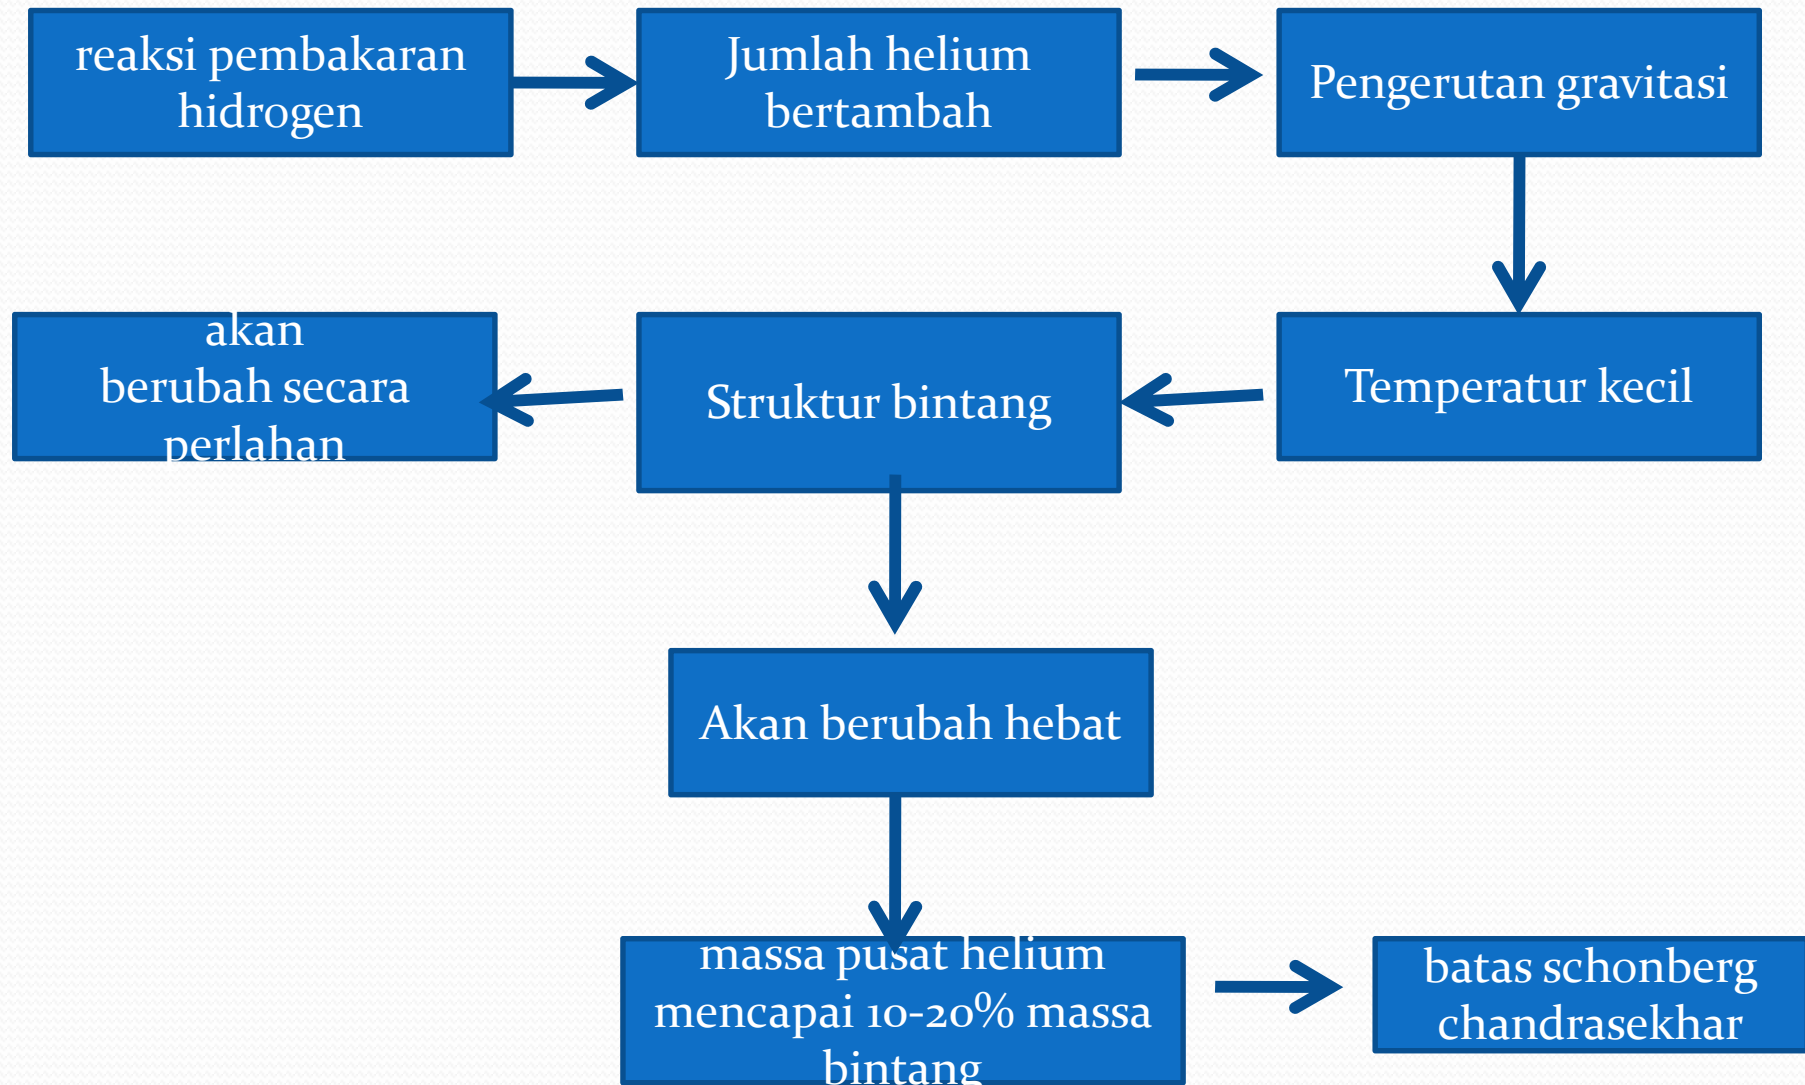 reaksi pembakaran
hidrogen
Jumlah helium
bertambah
Pengerutan gravitasi
Temperatur kecil
Struktur bintang
akan
berubah secara
perlahan
Akan berubah hebat
massa pusat helium
mencapai 10-20% massa
bintang
batas schonberg
chandrasekhar